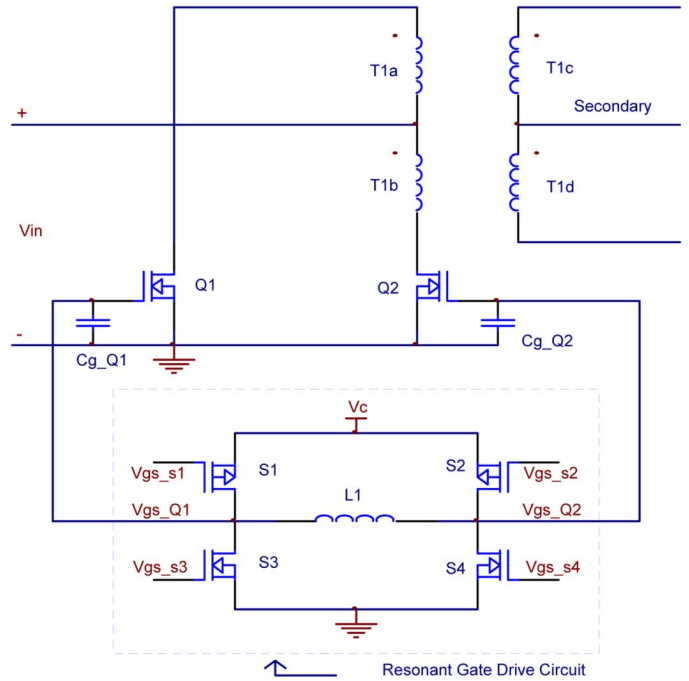 T1a
T1c
+
Secondary
T1b
T1d
Vin
Q1
Q2
-
Cg_Q1
Cg_Q2
Vc
S1
S2
Vgs_s1
Vgs_s2
L1
Vgs_Q1
Vgs_Q2
Vgs_s3
S3
S4
Vgs_s4
Resonant Gate Drive Circuit